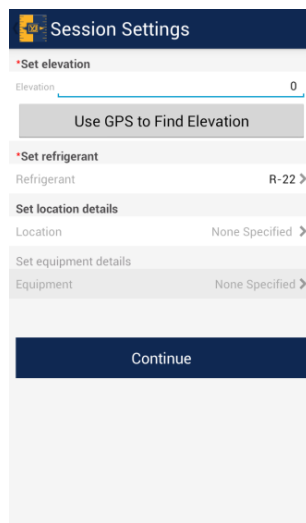 Session Settings
*Set elevation
Elevation 0
Use GPS to Find Elevation
*Set refrigerant
Refrigerant R-22
Set location details
Location None Specified
Set equipment details
Equipment None Specified
Continue